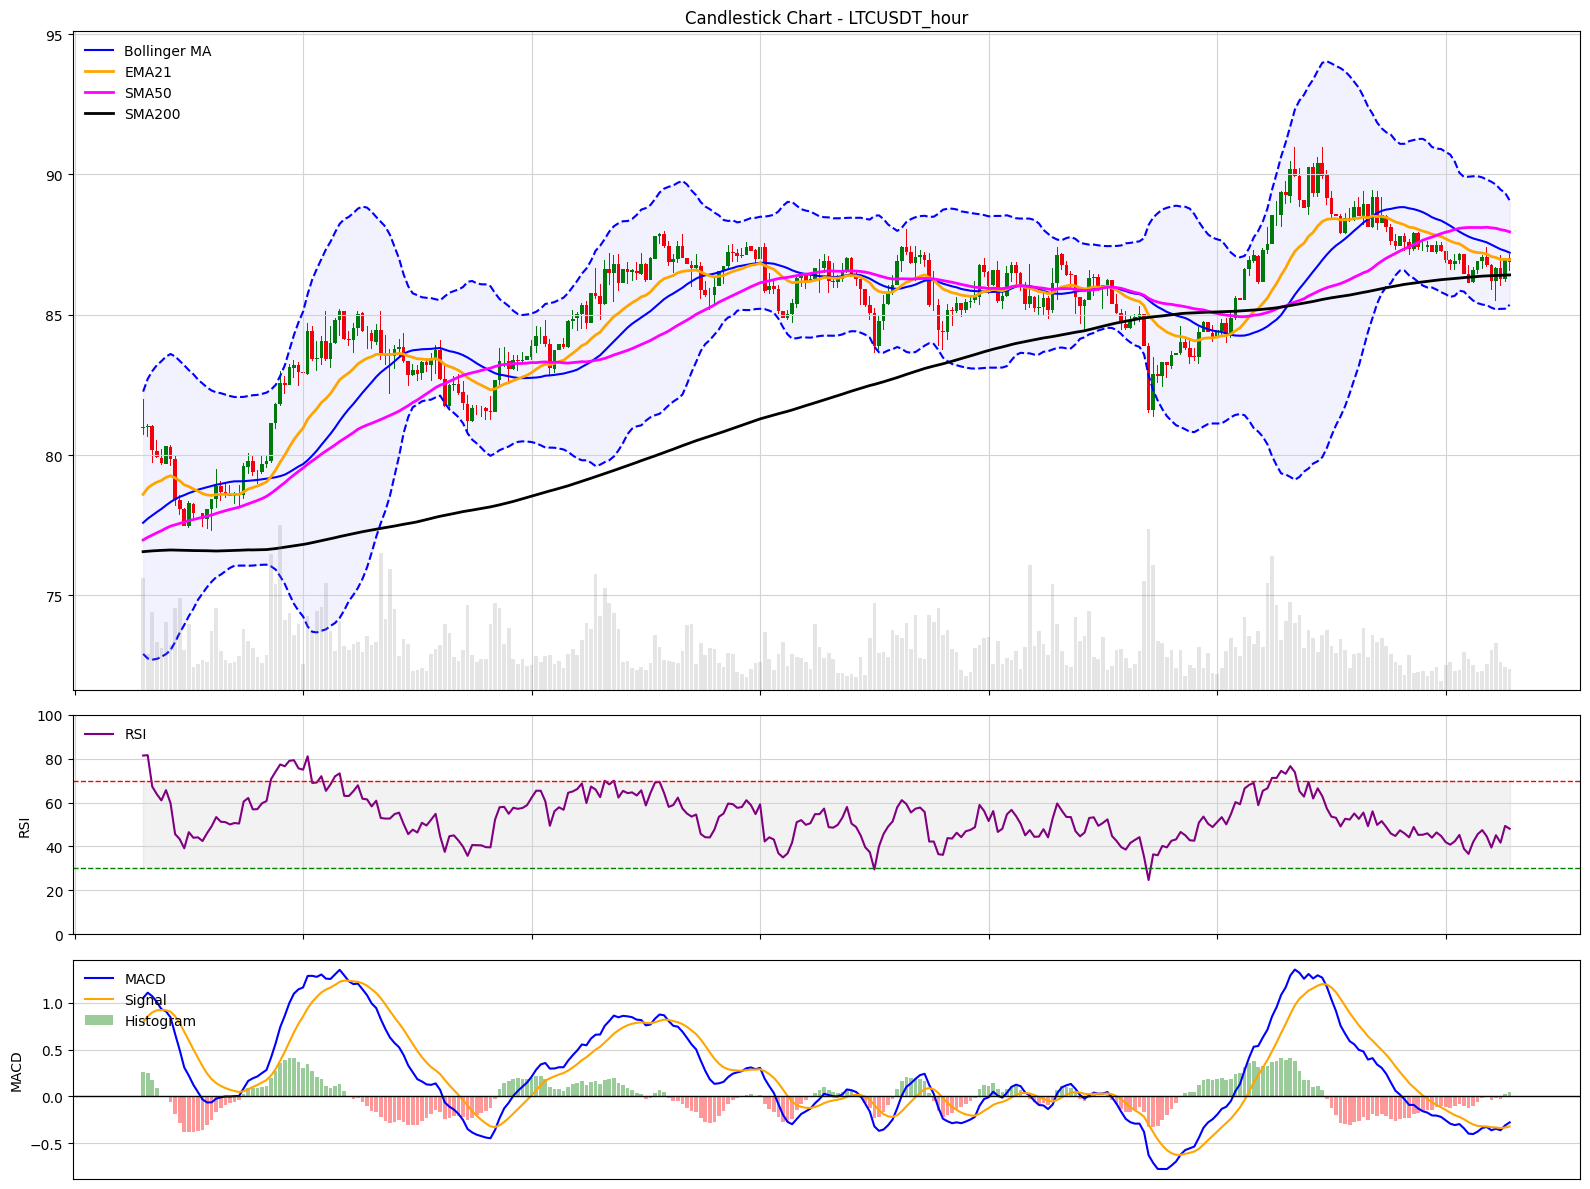 Candlestick Chart - LTCUSDT_hour
95
90
85
80
75
Bollinger MA
EMA21
SMA50
SMA200
100
80
60
40
20
0
RSI
RSI
1.0
0.5
0.0
−0.5
MACD
MACD
Signal
Histogram